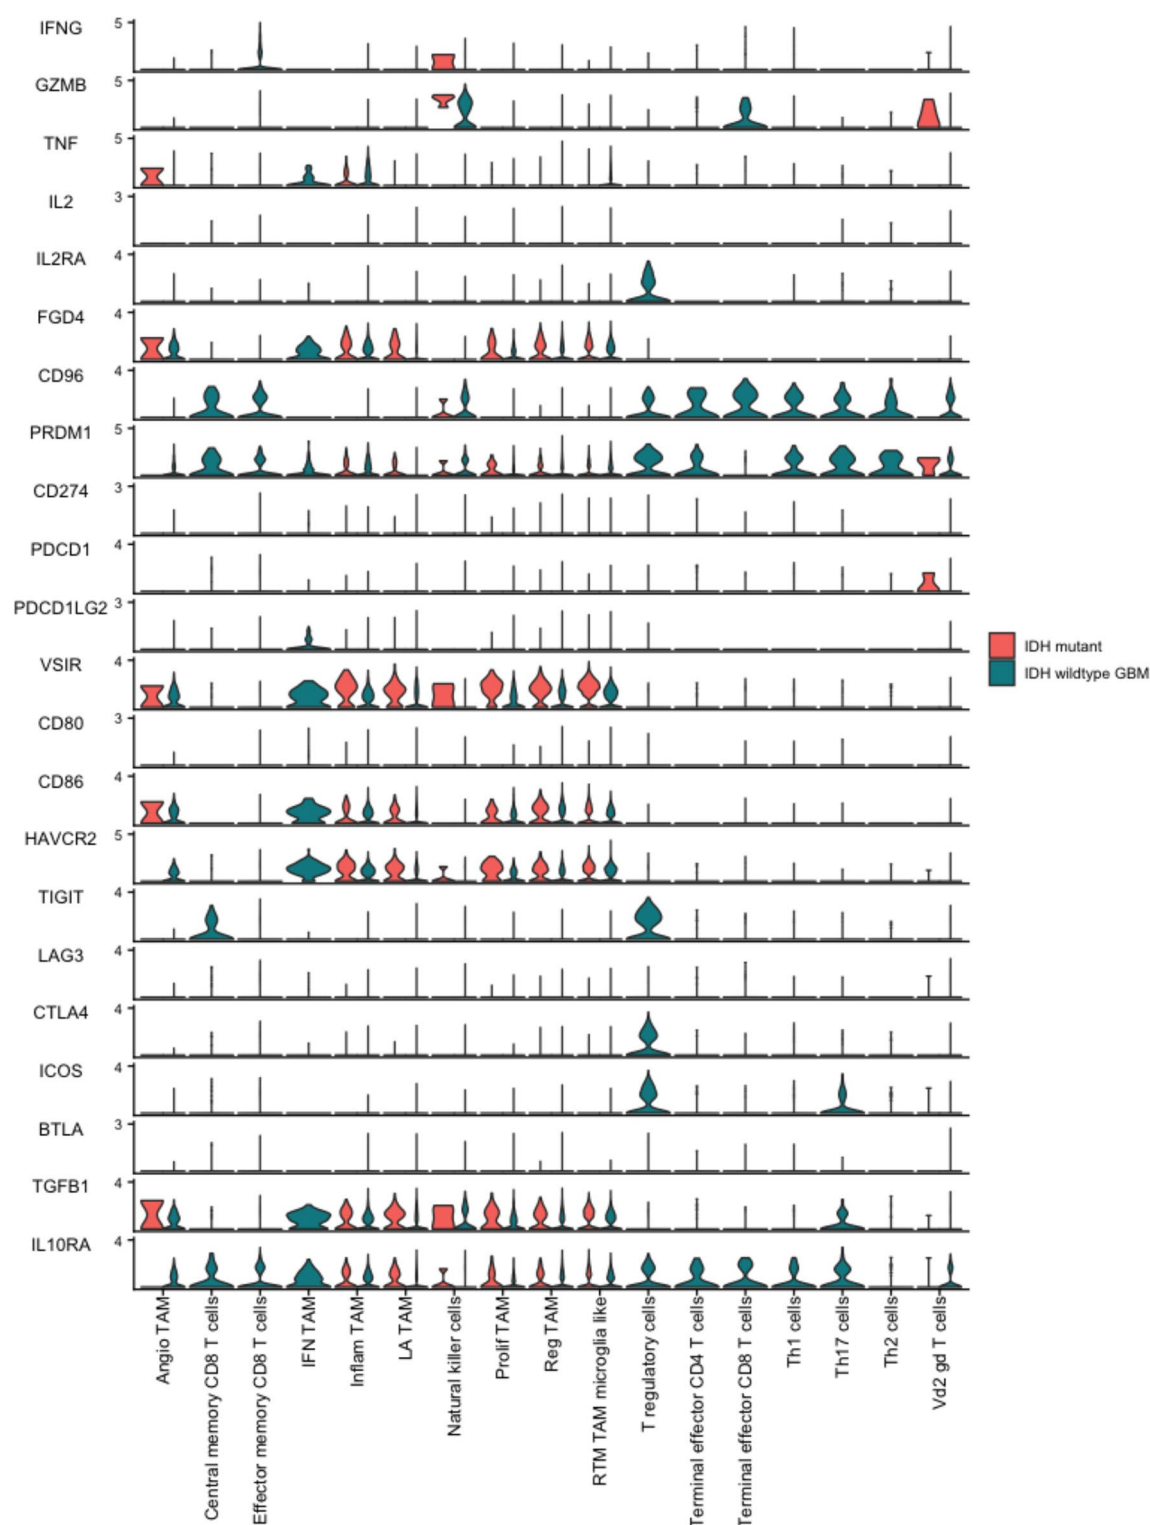 IFNG 5
GZMB 5
TNF 5
IL2 3
IL2RA 4
FGD4 4
CD96 4
PRDM1 5
CD274 3
PDCD1 4
PDCD1LG2 3
VSIR 4
CD80 3
CD86 4
HAVCR2 5
TIGIT 4
LAG3 4
CTLA4 4
ICOS 4
BTLA 3
TGFB1 4
IL10RA 4
IDH mutant
IDH wildtype GBM
Angio TAM
Central memory CD8 T cells
Effector memory CD8 T cells
IFN TAM
Inflam TAM
LA TAM
Natural killer cells
Prolif TAM
Reg TAM
RTM TAM microglia like
T regulatory cells
Terminal effector CD4 T cells
Terminal effector CD8 T cells
Th1 cells
Th17 cells
Th2 cells
Vd2 gd T cells